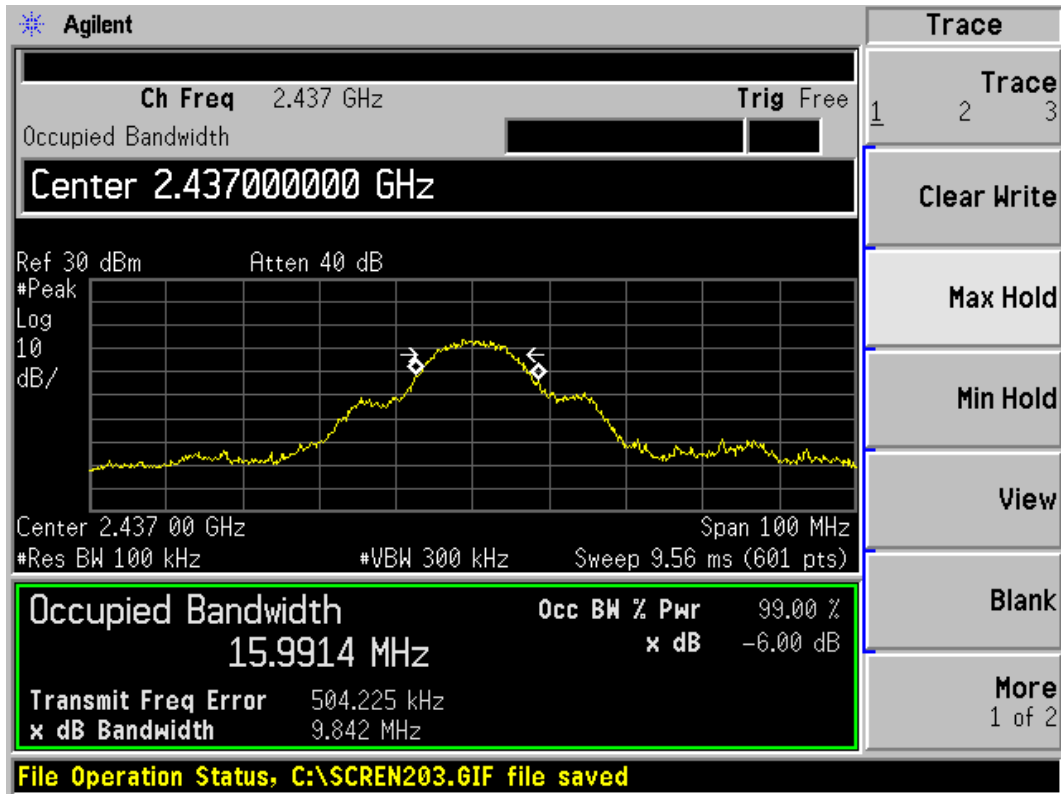 Agilent
Trace
Ch Freq 2.437 GHz Trig Free
Occupied Bandwidth
Center 2.437000000 GHz
Ref 30 dBm Atten 40 dB
#Peak
Log
10
dB/
Center 2.437 00 GHz Span 100 MHz
#Res BW 100 kHz #VBW 300 kHz Sweep 9.56 ms (601 pts)
Occupied Bandwidth
15.9914 MHz
Occ BW % Pwr 99.00 %
x dB -6.00 dB
Transmit Freq Error 504.225 kHz
x dB Bandwidth 9.842 MHz
File Operation Status, C:\SCREN203.GIF file saved
Trace
1 2 3
Clear Write
Max Hold
Min Hold
View
Blank
More
1 of 2